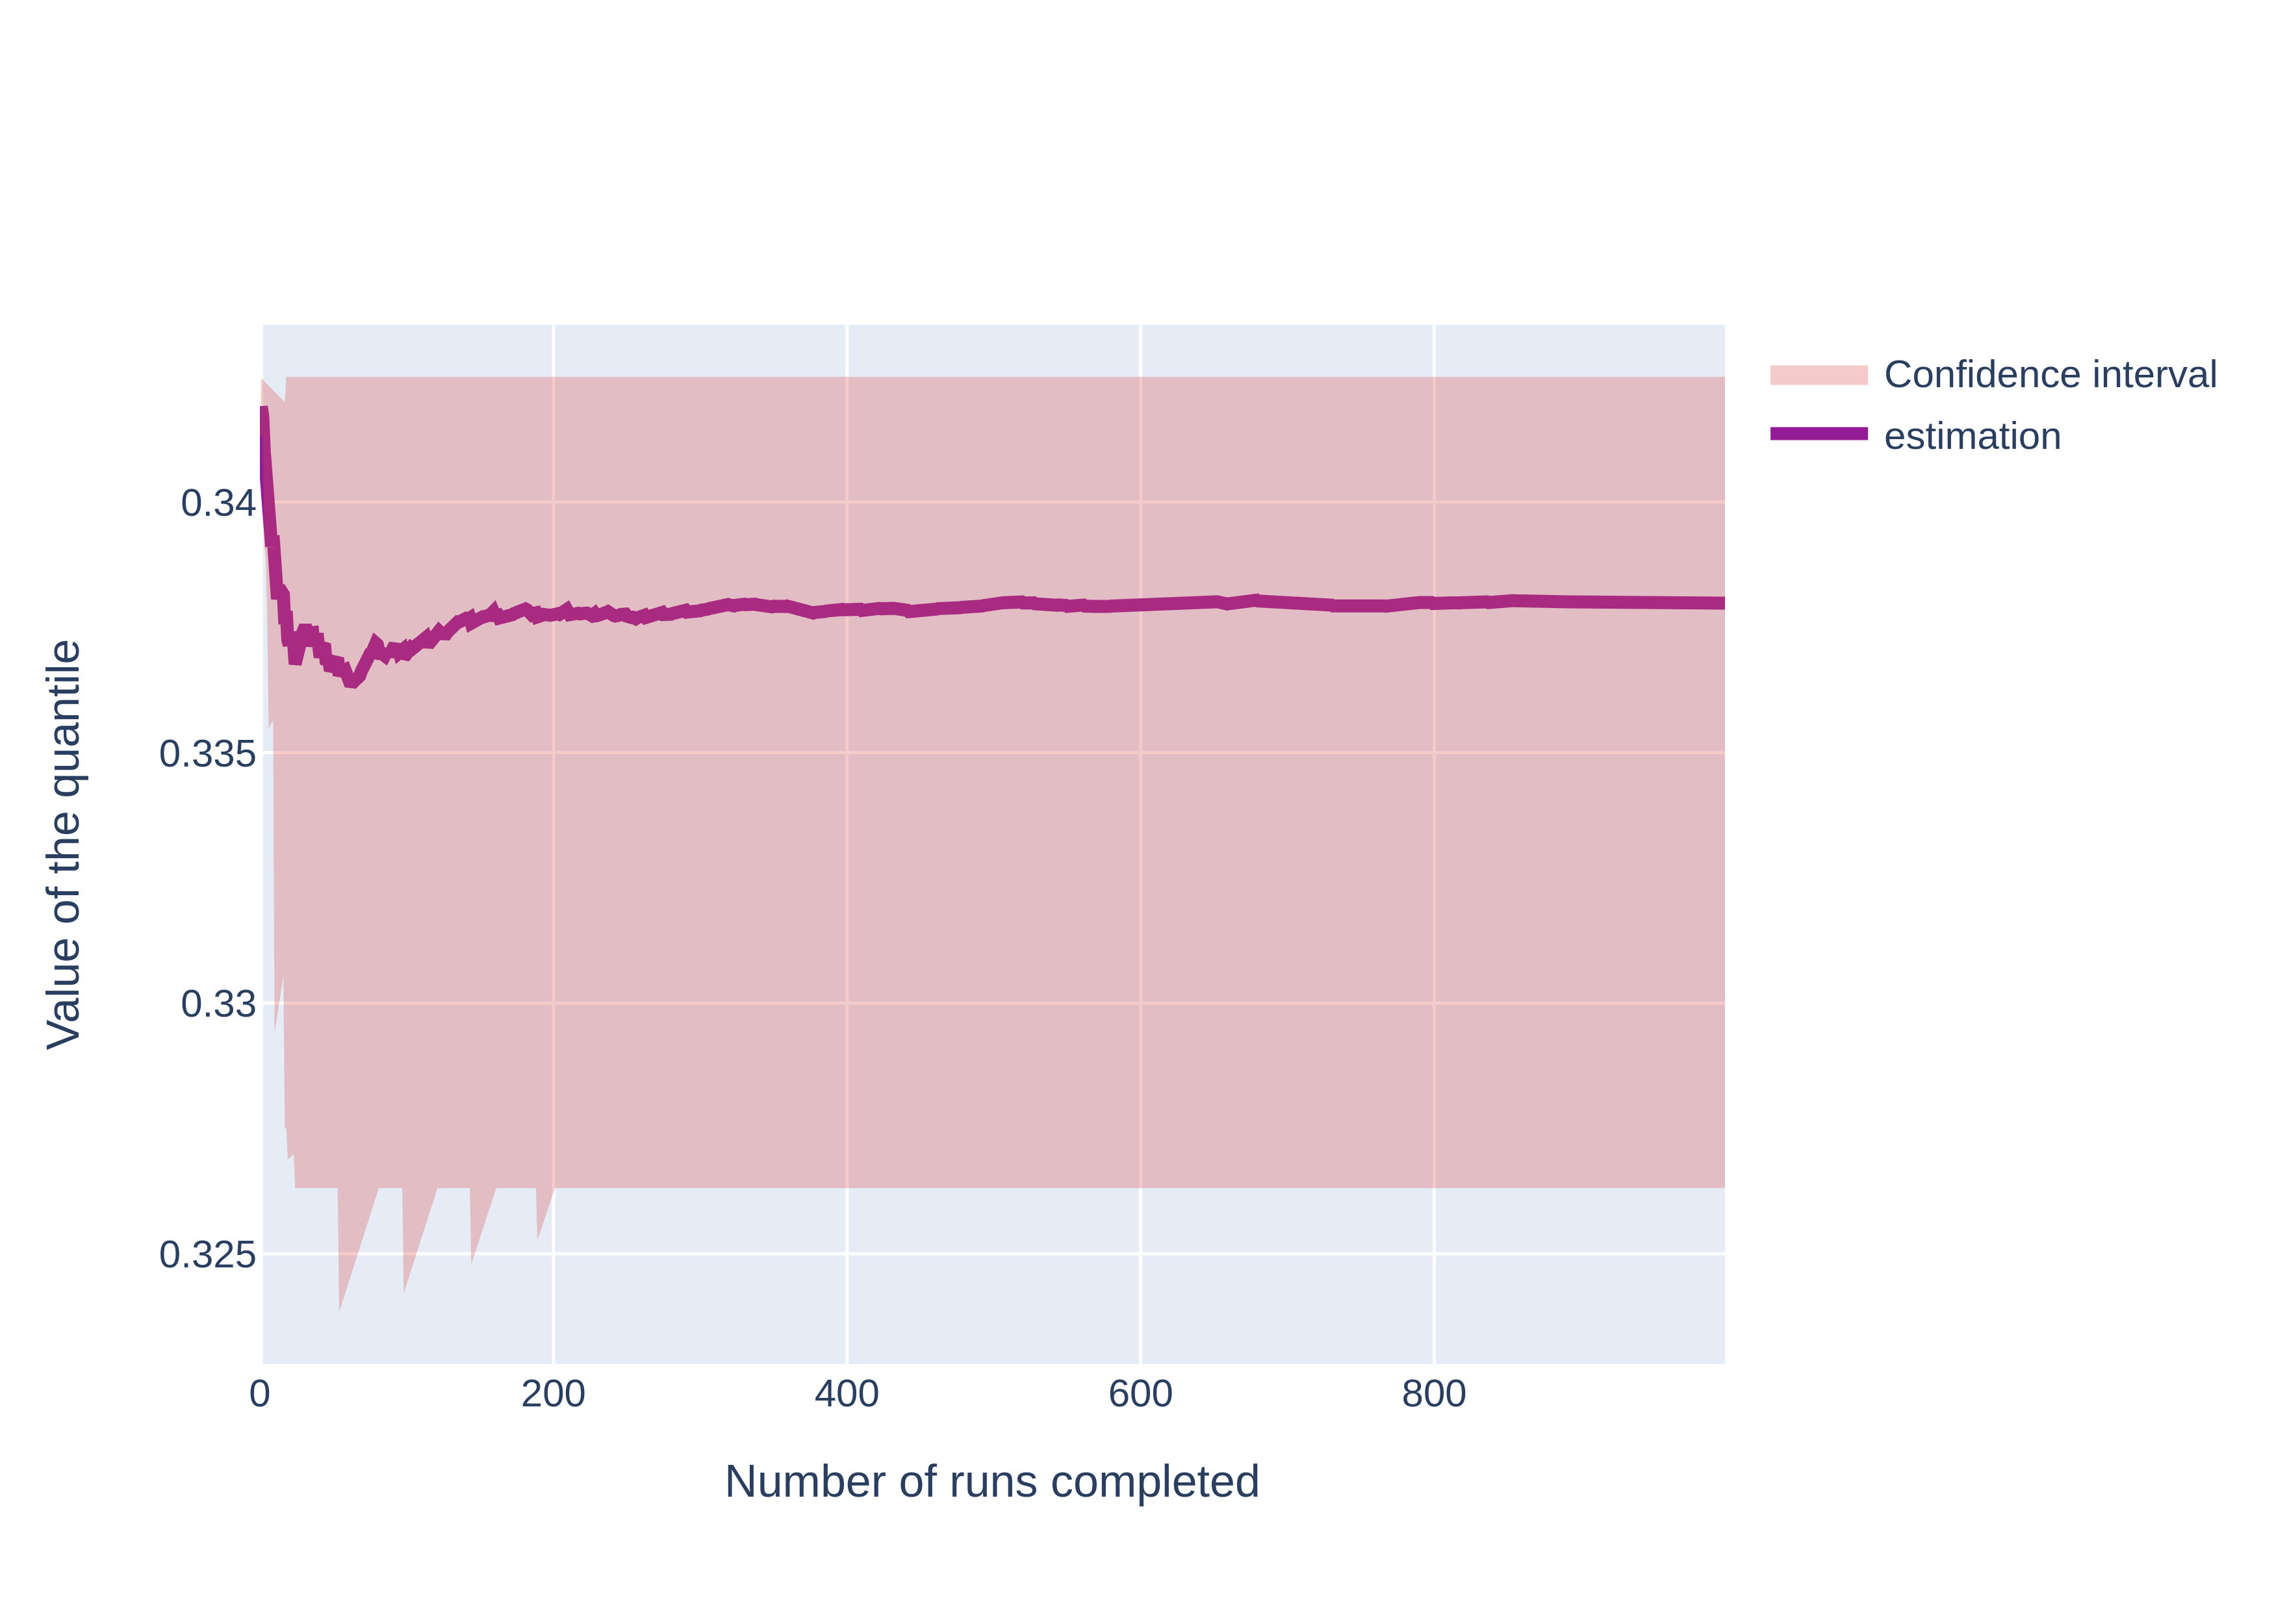 Confidence interval
estimation
0.34
0.335
0.33
0.325
Value of the quantile
0 200 400 600 800
Number of runs completed